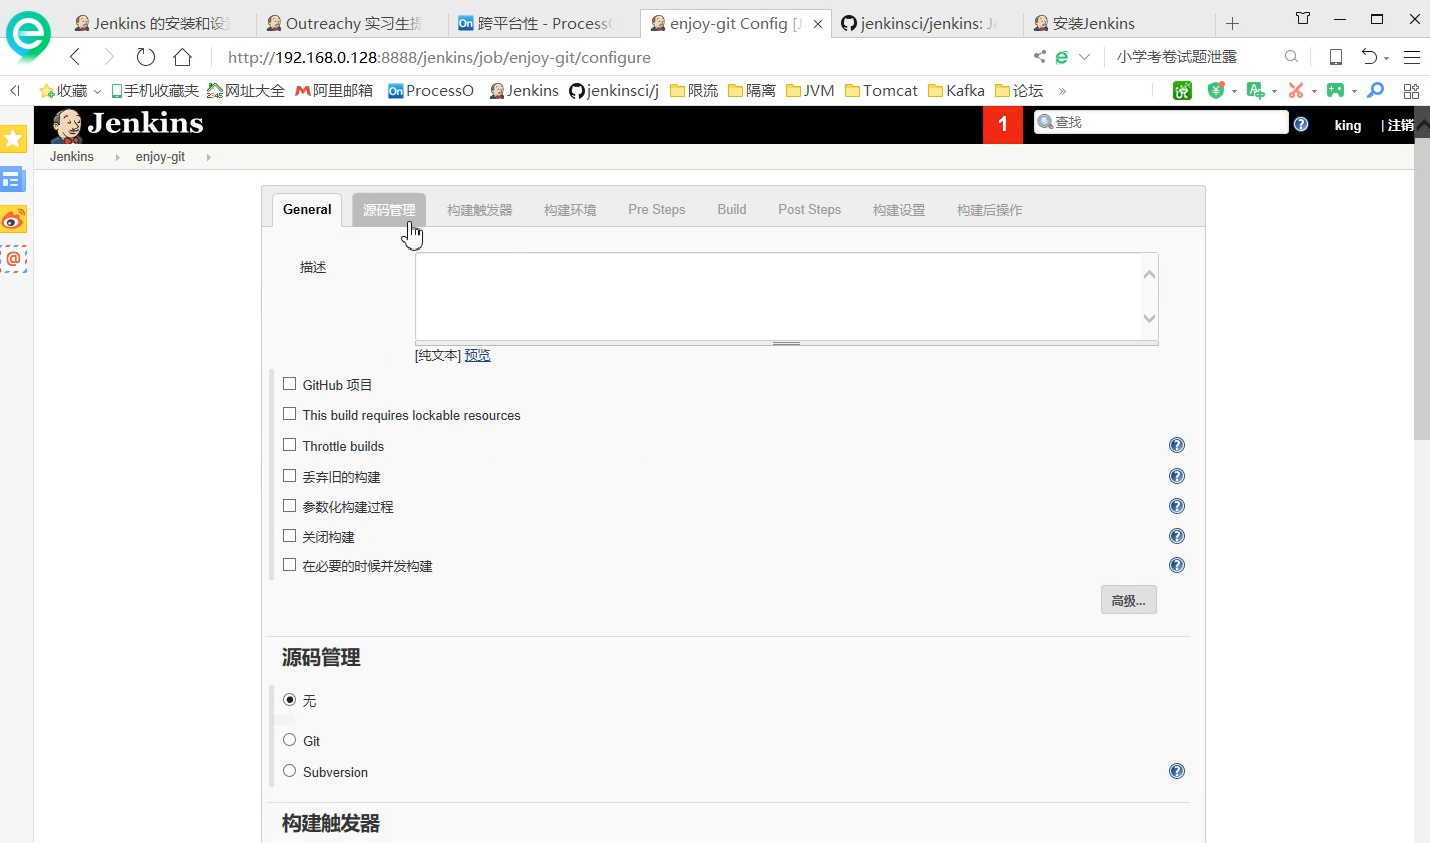 Jenkins 的安装和设
Outreachy 实习生提
跨平台性 - Process
enjoy-git Config [J
jenkinsci/jenkins: Je
安装Jenkins
http://192.168.0.128:8888/jenkins/job/enjoy-git/configure
小学考卷试题泄露
收藏
手机收藏夹
网址大全
阿里邮箱
ProcessO
Jenkins
jenkinsci/j
限流
隔离
JVM
Tomcat
Kafka
论坛
Jenkins
1
查找
king
| 注销
Jenkins
enjoy-git
General
源码管理
构建触发器
构建环境
Pre Steps
Build
Post Steps
构建设置
构建后操作
描述
[纯文本] 预览
GitHub 项目
This build requires lockable resources
Throttle builds
丢弃旧的构建
参数化构建过程
关闭构建
在必要的时候并发构建
高级...
源码管理
无
Git
Subversion
构建触发器